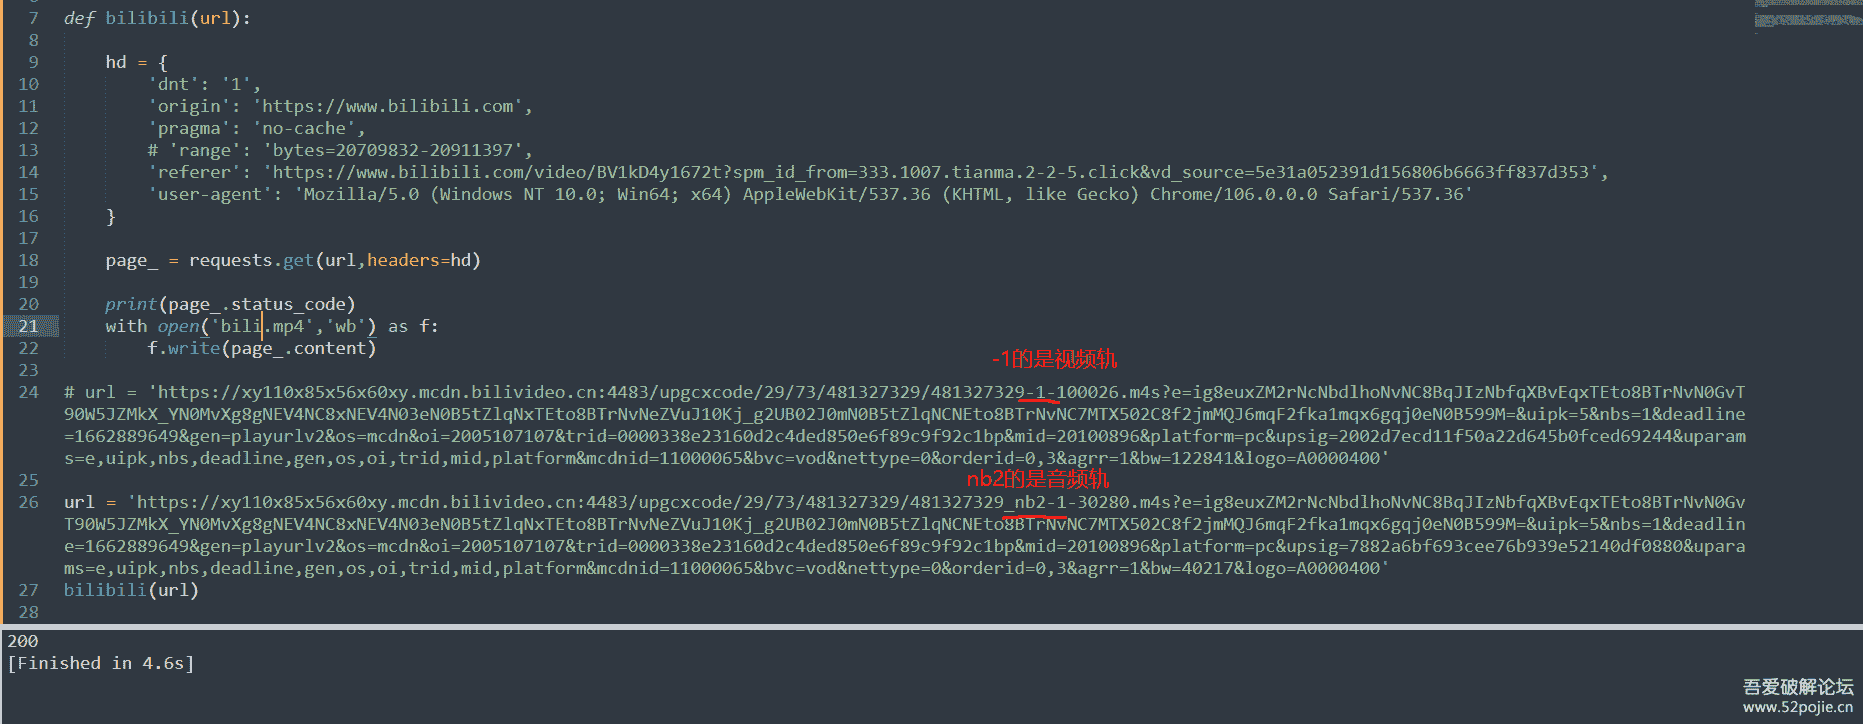 7 def bilibili(url):
8
9 hd = {
10 'dnt': '1',
11 'origin': 'https://www.bilibili.com',
12 'pragma': 'no-cache',
13 # 'range': 'bytes=20709832-20911397',
14 'referer': 'https://www.bilibili.com/video/BV1kD4y1672t?spm_id_from=333.1007.tianma.2-2-5.click&vd_source=5e31a052391d156806b6663ff837d353',
15 'user-agent': 'Mozilla/5.0 (Windows NT 10.0; Win64; x64) AppleWebKit/537.36 (KHTML, like Gecko) Chrome/106.0.0.0 Safari/537.36'
16 }
17
18 page_ = requests.get(url,headers=hd)
19
20 print(page_.status_code)
21 with open('bili.mp4','wb') as f:
22 f.write(page_.content)
-1的是视频轨
23
24 # url = 'https://xy110x85x56x60xy.mcdn.bilivideo.cn:4483/upgcxcode/29/73/481327329/481327329-1-100026.m4s?e=ig8euxZM2rNcNbdlhoNvNC8BqJIzNbfqXBvEqxTEto8BTrNvN0GvT
90W5JZMkX_YN0MvXg8gNEV4NC8xNEV4N03eN0B5tZlqNxTEto8BTrNvNeZVuJ10Kj_g2UB02J0mN0B5tZlqNCNEto8BTrNvNC7MTX502C8f2jmMQJ6mqF2fka1mqx6gqj0eN0B599M=&uipk=5&nbs=1&deadline
=1662889649&gen=playurlv2&os=mcdn&oi=2005107107&trid=0000338e23160d2c4ded850e6f89c9f92c1bp&mid=20100896&platform=pc&upsig=2002d7ecd11f50a22d645b0fced69244&uparam
s=e,uipk,nbs,deadline,gen,os,oi,trid,mid,platform&mcdnid=11000065&bvc=vod&nettype=0&orderid=0,3&agrr=1&bw=122841&logo=A0000400'
25
nb2的是音频轨
26 url = 'https://xy110x85x56x60xy.mcdn.bilivideo.cn:4483/upgcxcode/29/73/481327329/481327329_nb2-1-30280.m4s?e=ig8euxZM2rNcNbdlhoNvNC8BqJIzNbfqXBvEqxTEto8BTrNvN0Gv
T90W5JZMkX_YN0MvXg8gNEV4NC8xNEV4N03eN0B5tZlqNxTEto8BTrNvNeZVuJ10Kj_g2UB02J0mN0B5tZlqNCNEto8BTrNvNC7MTX502C8f2jmMQJ6mqF2fka1mqx6gqj0eN0B599M=&uipk=5&nbs=1&deadlin
e=1662889649&gen=playurlv2&os=mcdn&oi=2005107107&trid=0000338e23160d2c4ded850e6f89c9f92c1bp&mid=20100896&platform=pc&upsig=7882a6bf693cee76b939e52140df0880&upara
ms=e,uipk,nbs,deadline,gen,os,oi,trid,mid,platform&mcdnid=11000065&bvc=vod&nettype=0&orderid=0,3&agrr=1&bw=40217&logo=A0000400'
27 bilibili(url)
28
200
[Finished in 4.6s]
吾爱破解论坛
www.52pojie.cn